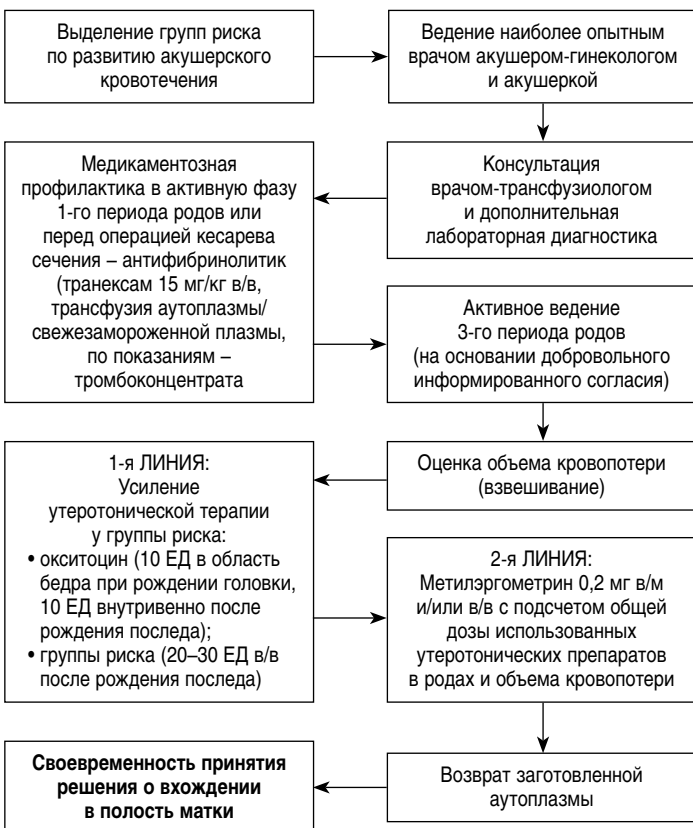 Выделение групп риска
по развитию акушерского
кровотечения
Ведение наиболее опытным
врачом акушером-гинекологом
и акушеркой
Консультация
врачом-трансфузиологом
и дополнительная
лабораторная диагностика
Медикаментозная
профилактика в активную фазу
1-го периода родов или
перед операцией кесарева
сечения – антифибринолитик
(транексам 15 мг/кг в/в,
трансфузия аутоплазмы/
свежезамороженной плазмы,
по показаниям –
тромбоконцентрата
Активное ведение
3-го периода родов
(на основании добровольного
информированного согласия)
Оценка объема кровопотери
(взвешивание)
1-я ЛИНИЯ:
Усиление
утеротонической терапии
у группы риска:
• окситоцин (10 ЕД в область
бедра при рождении головки,
10 ЕД внутривенно после
рождения последа);
• группы риска (20–30 ЕД в/в
после рождения последа)
2-я ЛИНИЯ:
Метилэргометрин 0,2 мг в/м
и/или в/в с подсчетом общей
дозы использованных
утеротонических препаратов
в родах и объема кровопотери
Возврат заготовленной
аутоплазмы
Своевременность принятия
решения о вхождении
в полость матки